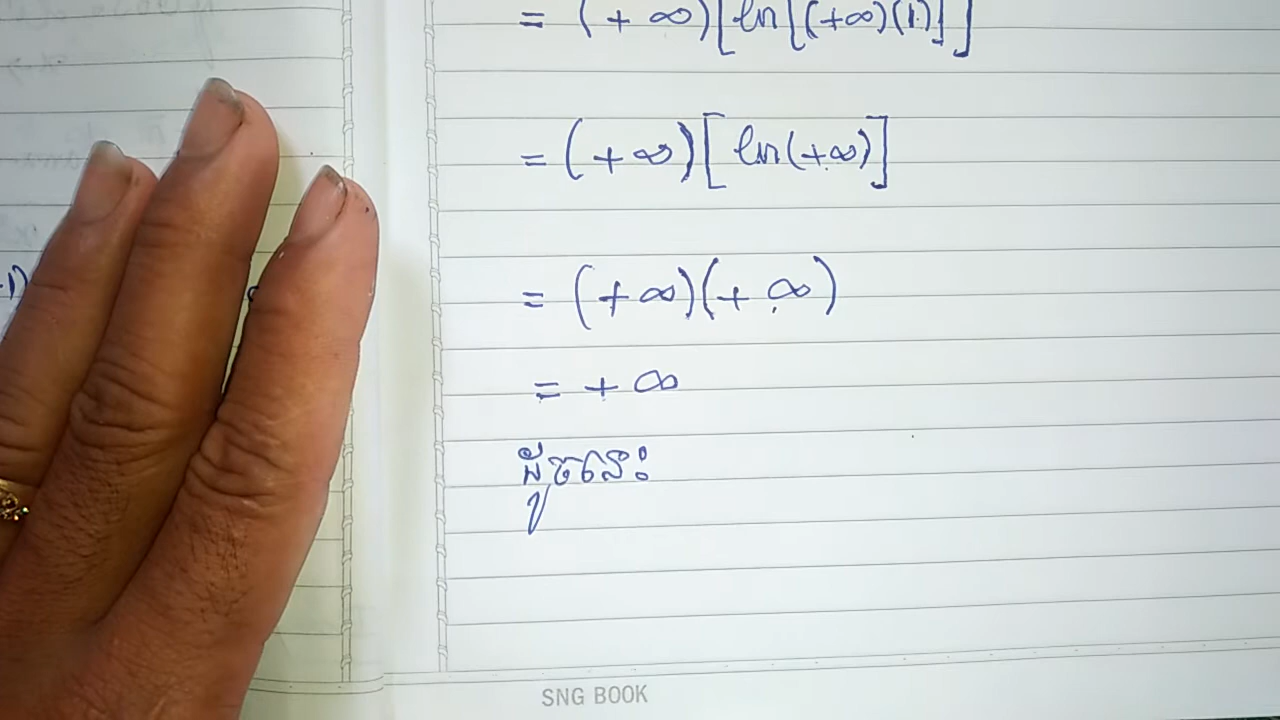 = (+∞)[ln[(+∞)(1)]]
= (+∞)[ln(+∞)]
= (+∞)(+∞)
= +∞
ដូចនេះ
SNG BOOK